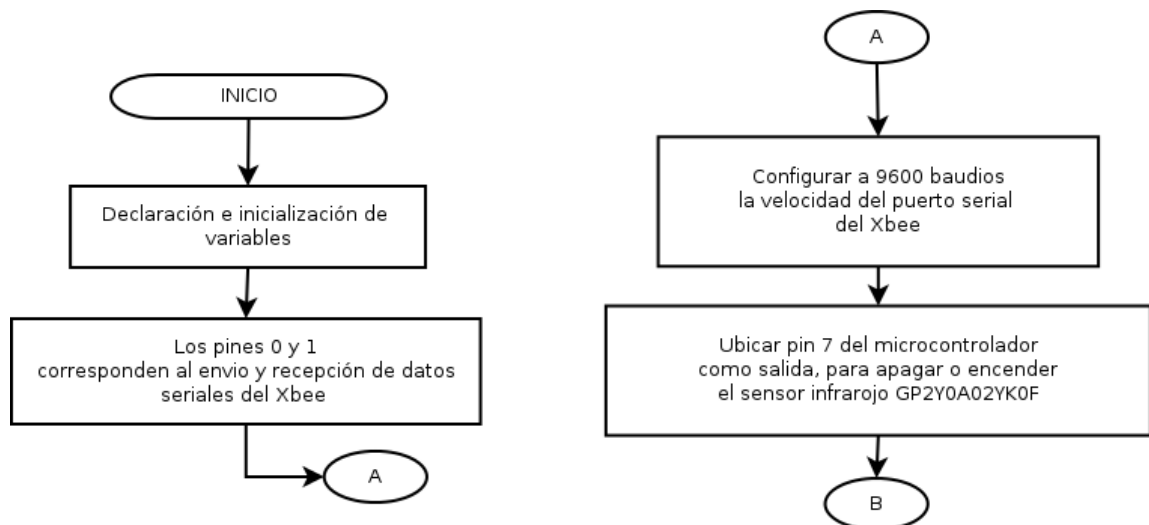 INICIO
Declaración e inicialización de
variables
Los pines 0 y 1
corresponden al envio y recepción de datos
seriales del Xbee
A
A
Configurar a 9600 baudios
la velocidad del puerto serial
del Xbee
Ubicar pin 7 del microcontrolador
como salida, para apagar o encender
el sensor infrarojo GP2Y0A02YK0F
B